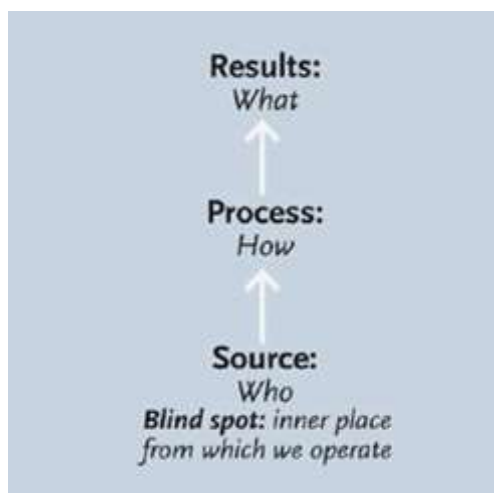 Results:
What
Process:
How
Source:
Who
Blind spot: inner place
from which we operate